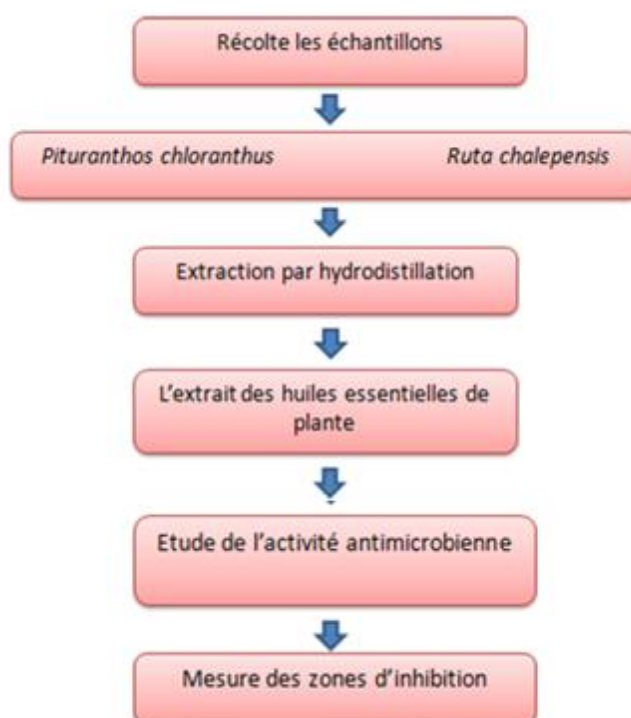 Récolte les échantillons
Pituranthos chloranthus Ruta chalepensis
Extraction par hydrodistillation
L'extrait des huiles essentielles de
plante
Etude de l'activité antimicrobienne
Mesure des zones d'inhibition